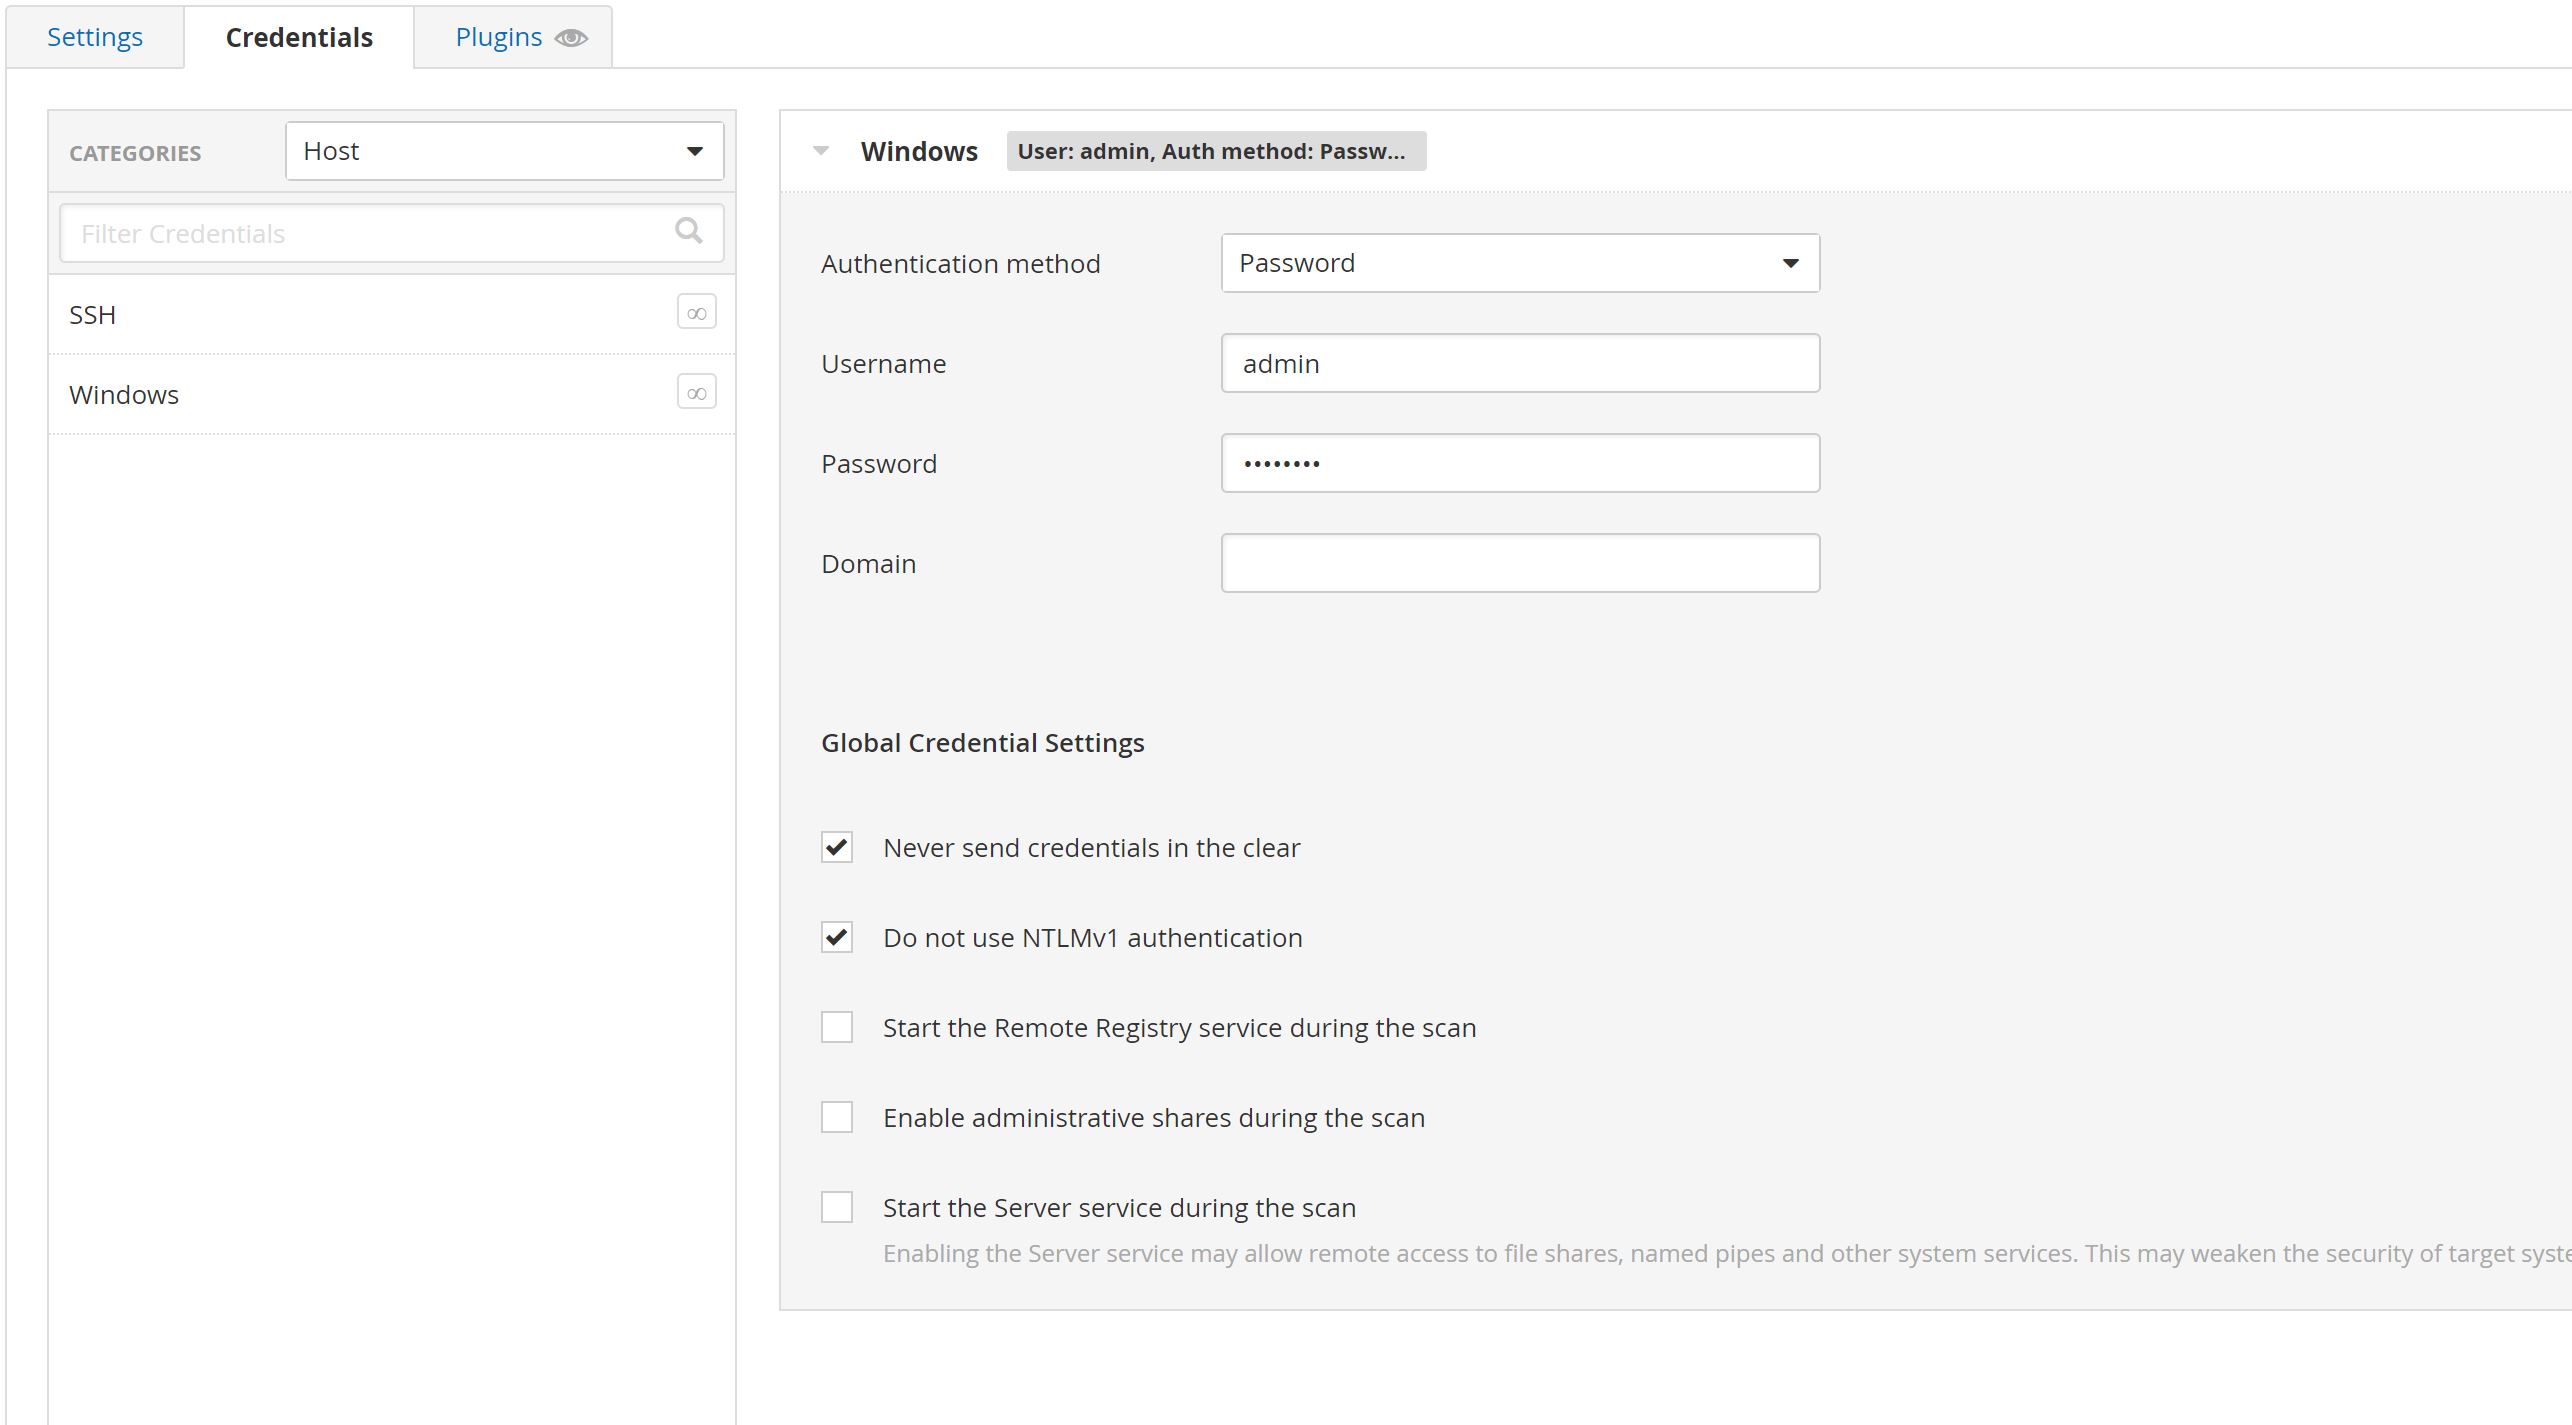 Settings
Credentials
Plugins
CATEGORIES
Host
Filter Credentials
SSH
∞
Windows
∞
Windows
User: admin, Auth method: Passw...
Authentication method
Password
Username
admin
Password
••••••••
Domain
Global Credential Settings
Never send credentials in the clear
Do not use NTLMv1 authentication
Start the Remote Registry service during the scan
Enable administrative shares during the scan
Start the Server service during the scan
Enabling the Server service may allow remote access to file shares, named pipes and other system services. This may weaken the security of target syste